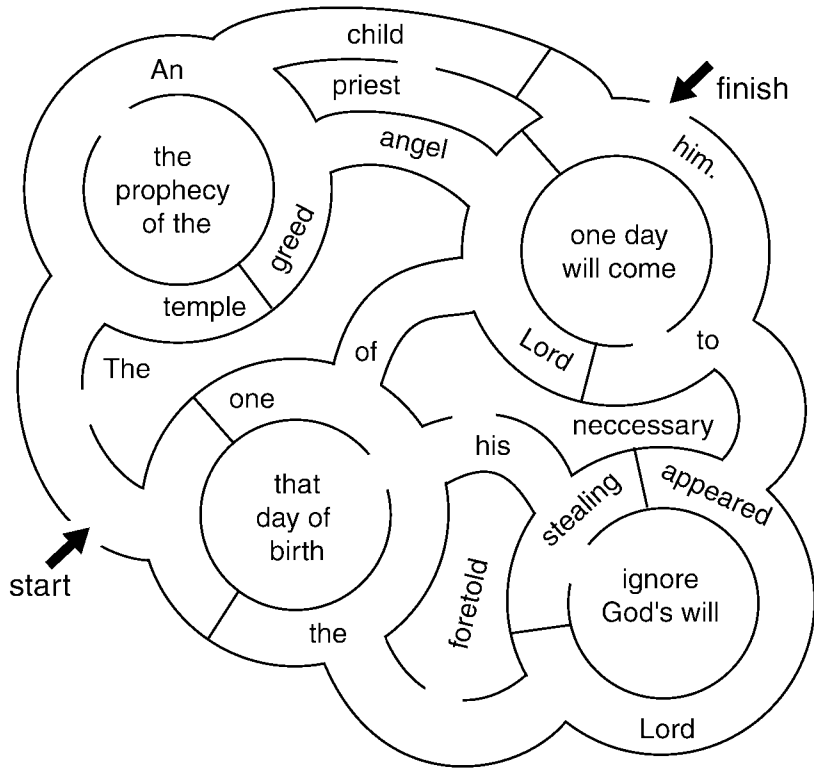 child
An
priest
finish
angel
him.
the
prophecy
of the
greed
one day
will come
temple
Lord
to
The
of
one
neccessary
his
appeared
stealing
that
day of
birth
start
foretold
ignore
God's will
the
Lord